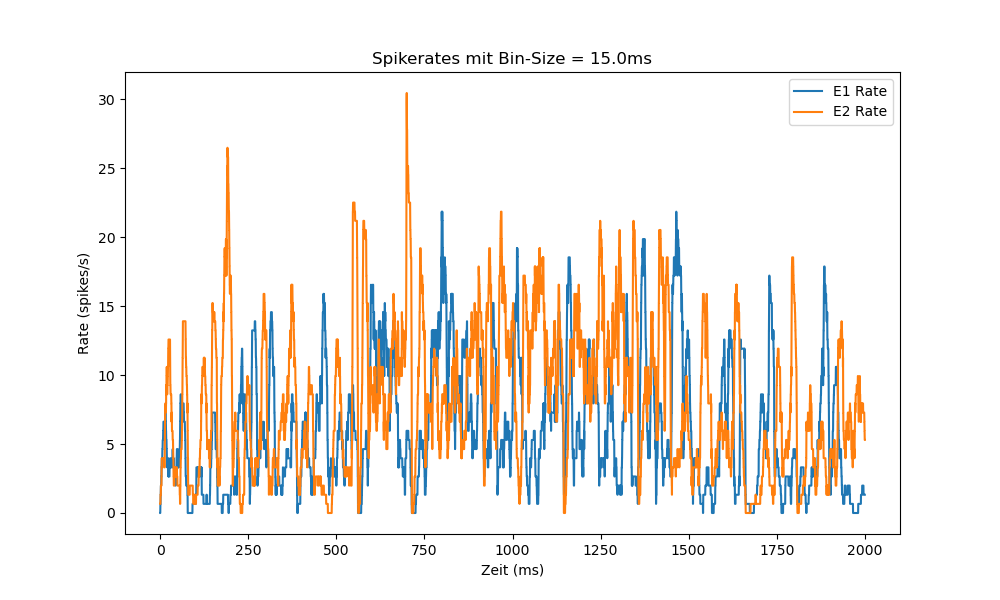 Spikerates mit Bin-Size = 15.0ms
E1 Rate
E2 Rate
30
25
20
15
10
5
0
Rate (spikes/s)
0 250 500 750 1000 1250 1500 1750 2000
Zeit (ms)